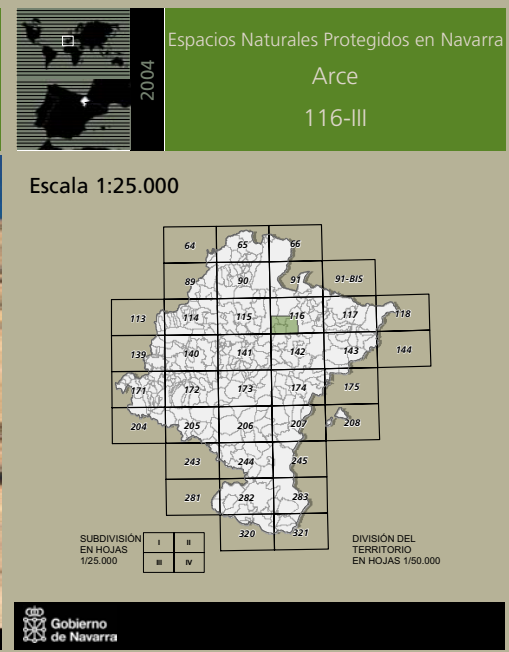 2004
Espacios Naturales Protegidos en Navarra
Arce
116-III
Escala 1:25.000
64 65 66
89 90 91 91-BIS
113 114 115 116 117 118
139 140 141 142 143 144
171 172 173 174 175
204 205 206 207 208
243 244 245
281 282 283
320 321
SUBDIVISIÓN
EN HOJAS
1/25.000
I II
III IV
DIVISIÓN DEL
TERRITORIO
EN HOJAS 1/50.000
Gobierno
de Navarra